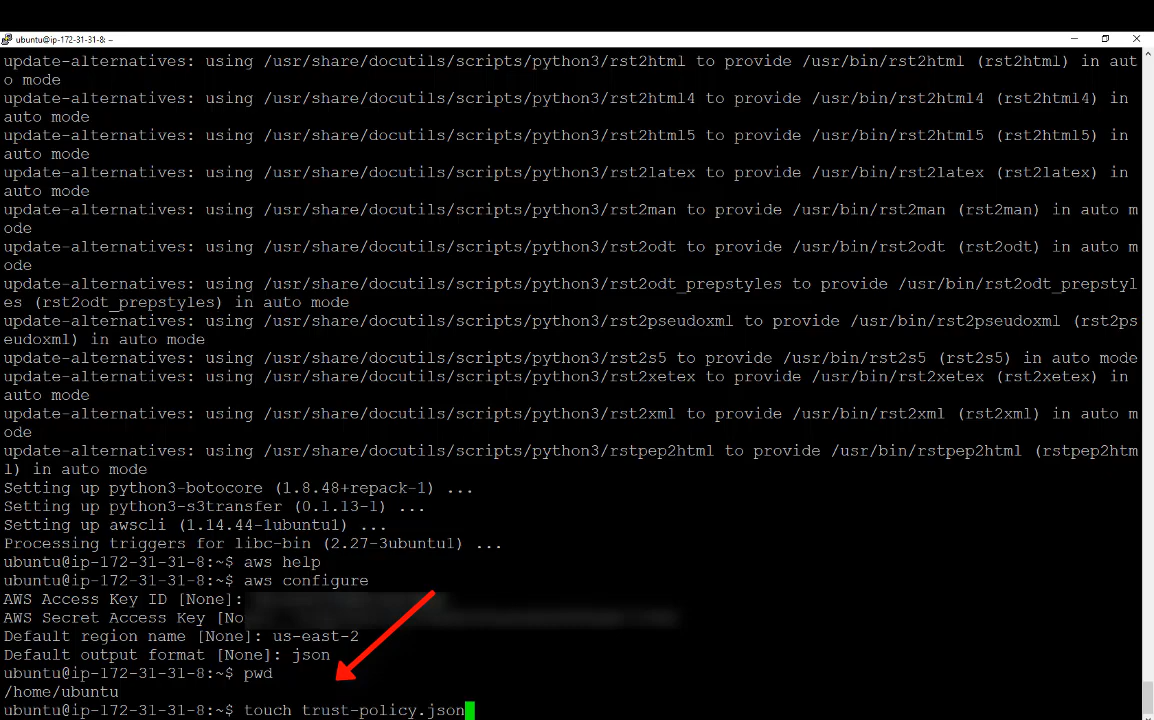 ubuntu@ip-172-31-31-8: ~
update-alternatives: using /usr/share/docutils/scripts/python3/rst2html to provide /usr/bin/rst2html (rst2html) in aut
o mode
update-alternatives: using /usr/share/docutils/scripts/python3/rst2html4 to provide /usr/bin/rst2html4 (rst2html4) in
auto mode
update-alternatives: using /usr/share/docutils/scripts/python3/rst2html5 to provide /usr/bin/rst2html5 (rst2html5) in
auto mode
update-alternatives: using /usr/share/docutils/scripts/python3/rst2latex to provide /usr/bin/rst2latex (rst2latex) in
auto mode
update-alternatives: using /usr/share/docutils/scripts/python3/rst2man to provide /usr/bin/rst2man (rst2man) in auto m
ode
update-alternatives: using /usr/share/docutils/scripts/python3/rst2odt to provide /usr/bin/rst2odt (rst2odt) in auto m
ode
update-alternatives: using /usr/share/docutils/scripts/python3/rst2odt_prepstyles to provide /usr/bin/rst2odt_prepstyl
es (rst2odt_prepstyles) in auto mode
update-alternatives: using /usr/share/docutils/scripts/python3/rst2pseudoxml to provide /usr/bin/rst2pseudoxml (rst2ps
eudoxml) in auto mode
update-alternatives: using /usr/share/docutils/scripts/python3/rst2s5 to provide /usr/bin/rst2s5 (rst2s5) in auto mode
update-alternatives: using /usr/share/docutils/scripts/python3/rst2xetex to provide /usr/bin/rst2xetex (rst2xetex) in
auto mode
update-alternatives: using /usr/share/docutils/scripts/python3/rst2xml to provide /usr/bin/rst2xml (rst2xml) in auto m
ode
update-alternatives: using /usr/share/docutils/scripts/python3/rstpep2html to provide /usr/bin/rstpep2html (rstpep2htm
l) in auto mode
Setting up python3-botocore (1.8.48+repack-1) ...
Setting up python3-s3transfer (0.1.13-1) ...
Setting up awscli (1.14.44-1ubuntu1) ...
Processing triggers for libc-bin (2.27-3ubuntu1) ...
ubuntu@ip-172-31-31-8:~$ aws help
ubuntu@ip-172-31-31-8:~$ aws configure
AWS Access Key ID [None]:
AWS Secret Access Key [No
Default region name [None]: us-east-2
Default output format [None]: json
ubuntu@ip-172-31-31-8:~$ pwd
/home/ubuntu
ubuntu@ip-172-31-31-8:~$ touch trust-policy.json